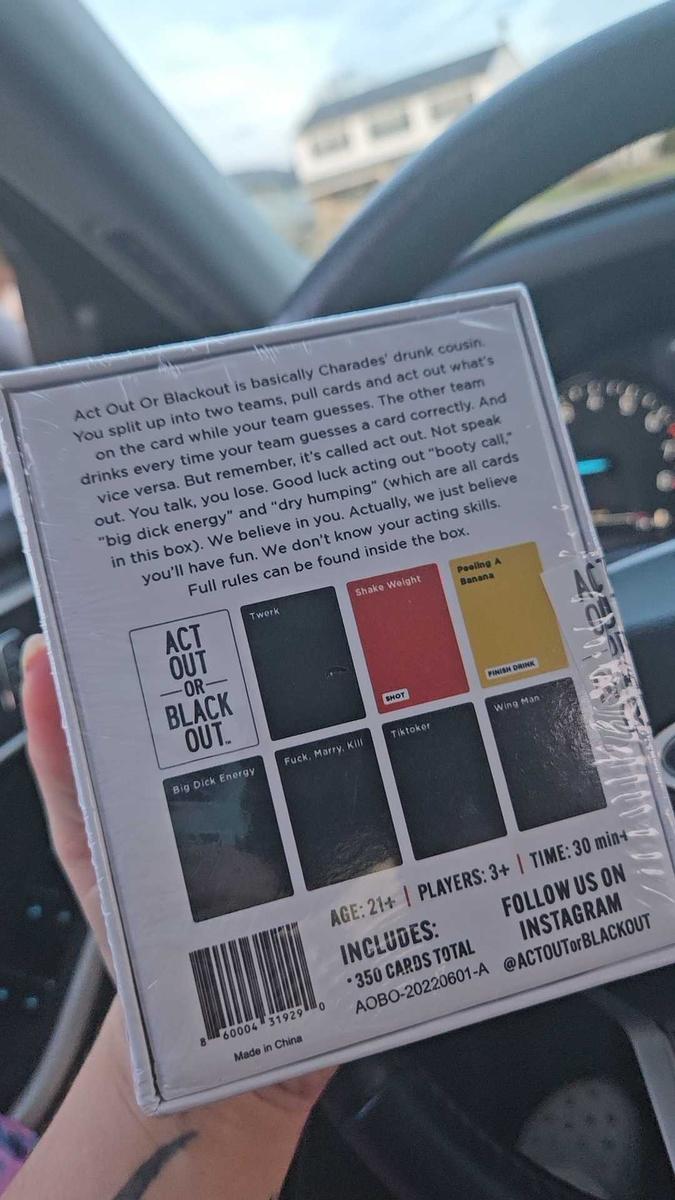 Act Out Or Blackout is basically Charades' drunk cousin.
You split up into two teams, pull cards and act out what's
on the card while your team guesses. The other team
drinks every time your team guesses a card correctly. And
vice versa. But remember, it's called act out. Not speak
out. You talk, you lose. Good luck acting out "booty call,"
"big dick energy" and "dry humping" (which are all cards
in this box). We believe in you. Actually, we just believe
you'll have fun. We don't know your acting skills.
Full rules can be found inside the box.
ACT
OUT
OR
BLACK
OUT.™
Twerk
Shake Weight
SHOT
Peeling A
Banana
FINISH DRINK
Big Dick Energy
Fuck, Marry, Kill
Tiktoker
Wing Man
AGE: 21+ | PLAYERS: 3+ | TIME: 30 min+
INCLUDES:
• 350 CARDS TOTAL
AOBO-20220601-A
FOLLOW US ON
INSTAGRAM
@ACTOUTorBLACKOUT
8 60004 31929 0
Made in China